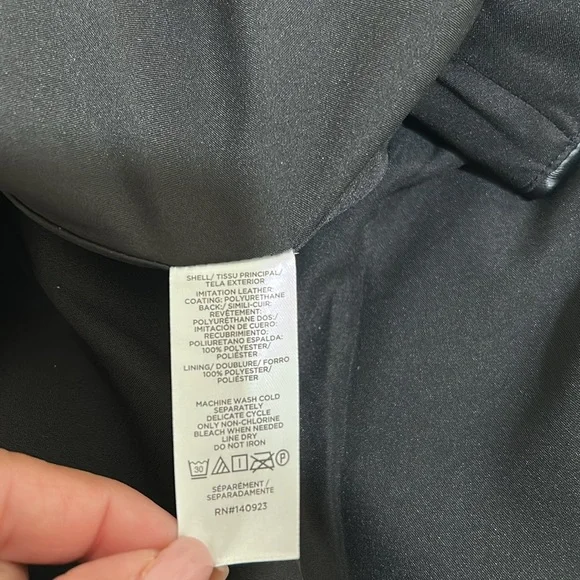 SHELL/ TISSU PRINCIPAL/
TELA EXTERIOR
IMITATION LEATHER:
COATING: POLYURETHANE
BACK:/ SIMILI-CUIR:
REVÊTEMENT:
POLYURÉTHANE DOS:/
IMITACIÓN DE CUERO:
RECUBRIMIENTO:
POLIURETANO ESPALDA:
100% POLYESTER/
POLIÉSTER
LINING/ DOUBLURE/ FORRO
100% POLYESTER/
POLIÉSTER
MACHINE WASH COLD
SEPARATELY
DELICATE CYCLE
ONLY NON-CHLORINE
BLEACH WHEN NEEDED
LINE DRY
DO NOT IRON
30 P
SÉPARÉMENT/
SEPARADAMENTE
RN#140923